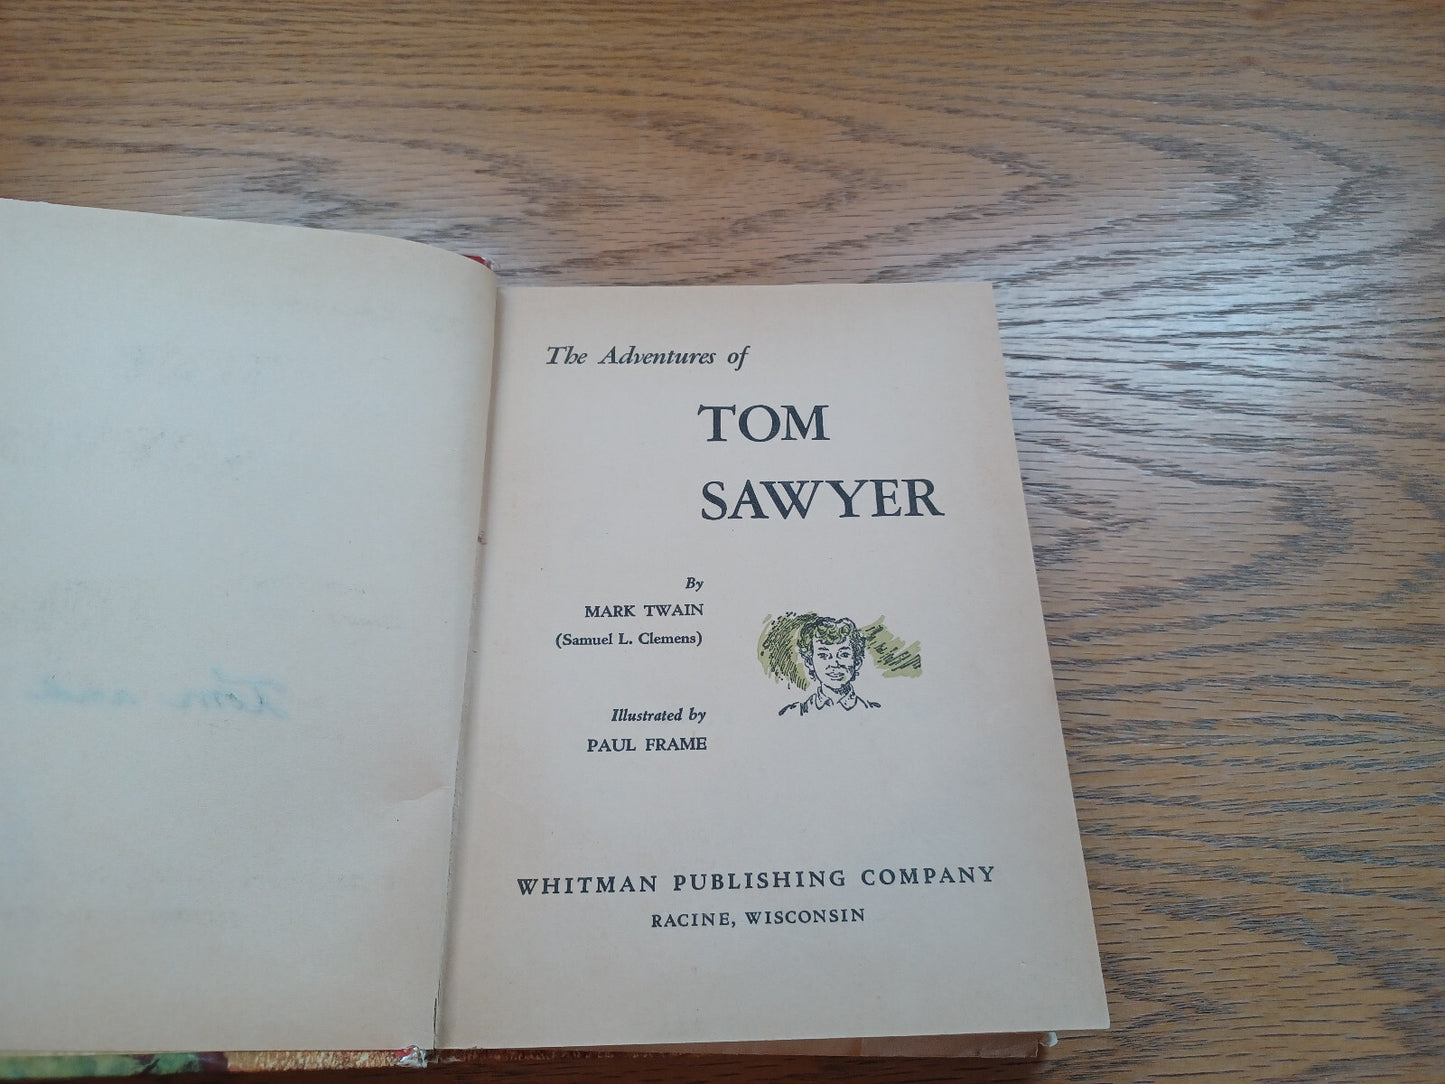 The Adventures of
TOM
SAWYER
By
MARK TWAIN
(Samuel L. Clemens)
Illustrated by
PAUL FRAME
WHITMAN PUBLISHING COMPANY
RACINE, WISCONSIN